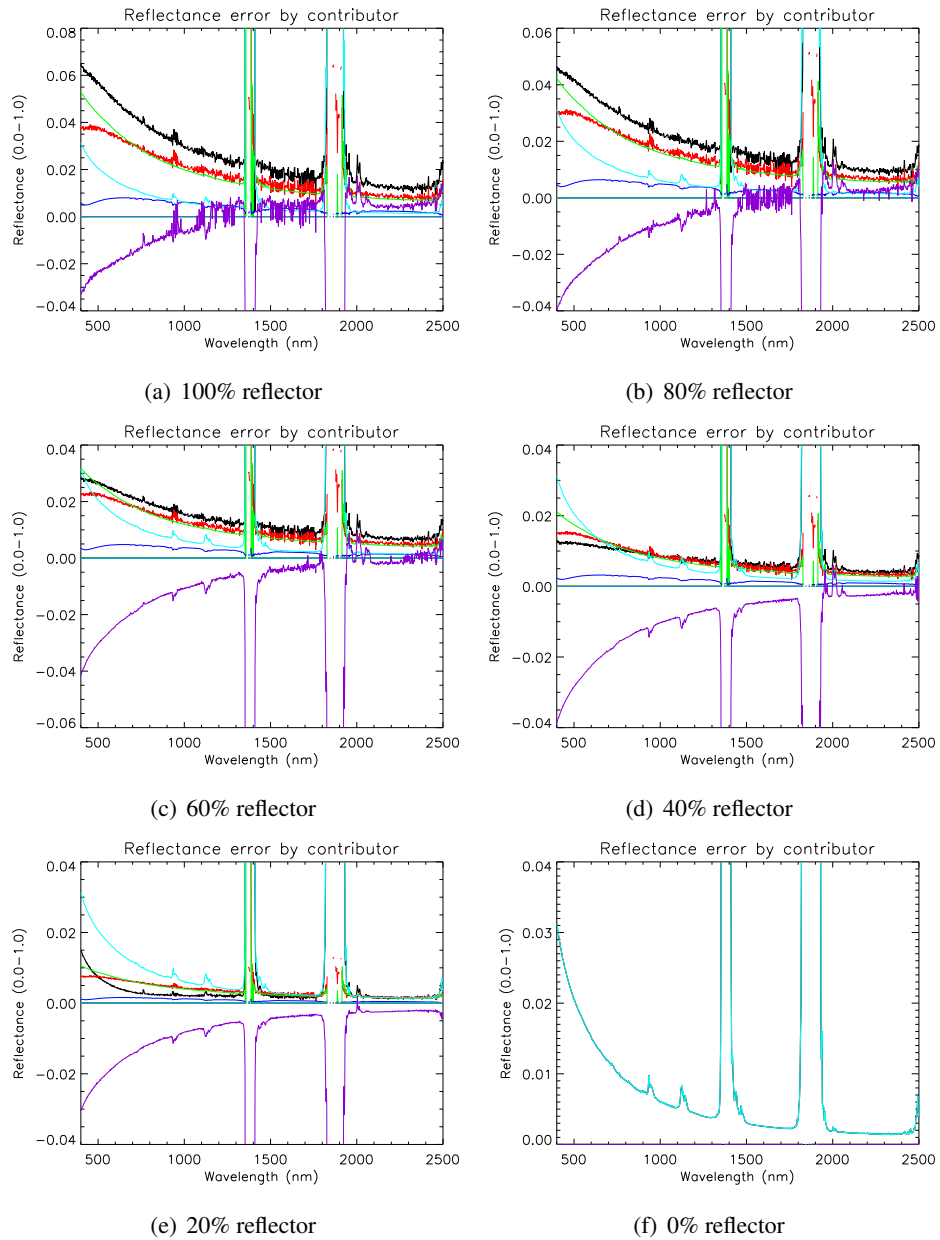 Reflectance error by contributor
Reflectance error by contributor
0.08
0.06
0.04
0.02
0.00
−0.02
−0.04
Reflectance (0.0−1.0)
500 1000 1500 2000 2500
Wavelength (nm)
0.06
0.04
0.02
0.00
−0.02
−0.04
Reflectance (0.0−1.0)
500 1000 1500 2000 2500
Wavelength (nm)
(a) 100% reflector
(b) 80% reflector
Reflectance error by contributor
Reflectance error by contributor
0.04
0.02
0.00
−0.02
−0.04
−0.06
Reflectance (0.0−1.0)
500 1000 1500 2000 2500
Wavelength (nm)
0.04
0.02
0.00
−0.02
−0.04
Reflectance (0.0−1.0)
500 1000 1500 2000 2500
Wavelength (nm)
(c) 60% reflector
(d) 40% reflector
Reflectance error by contributor
Reflectance error by contributor
0.04
0.02
0.00
−0.02
−0.04
Reflectance (0.0−1.0)
500 1000 1500 2000 2500
Wavelength (nm)
0.04
0.03
0.02
0.01
0.00
Reflectance (0.0−1.0)
500 1000 1500 2000 2500
Wavelength (nm)
(e) 20% reflector
(f) 0% reflector